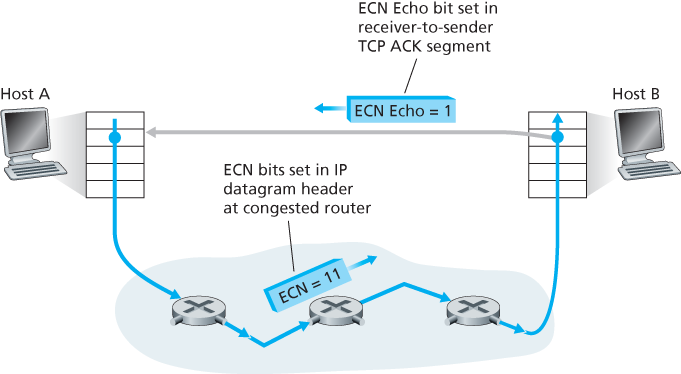 ECN Echo bit set in
receiver-to-sender
TCP ACK segment
Host A
Host B
ECN Echo = 1
ECN bits set in IP
datagram header
at congested router
ECN = 11